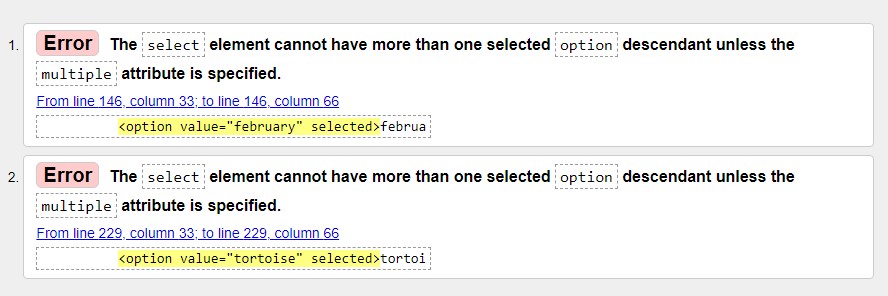 1. Error The select element cannot have more than one selected option descendant unless the
multiple attribute is specified.
From line 146, column 33; to line 146, column 66
<option value="february" selected>februa
2. Error The select element cannot have more than one selected option descendant unless the
multiple attribute is specified.
From line 229, column 33; to line 229, column 66
<option value="tortoise" selected>tortoi